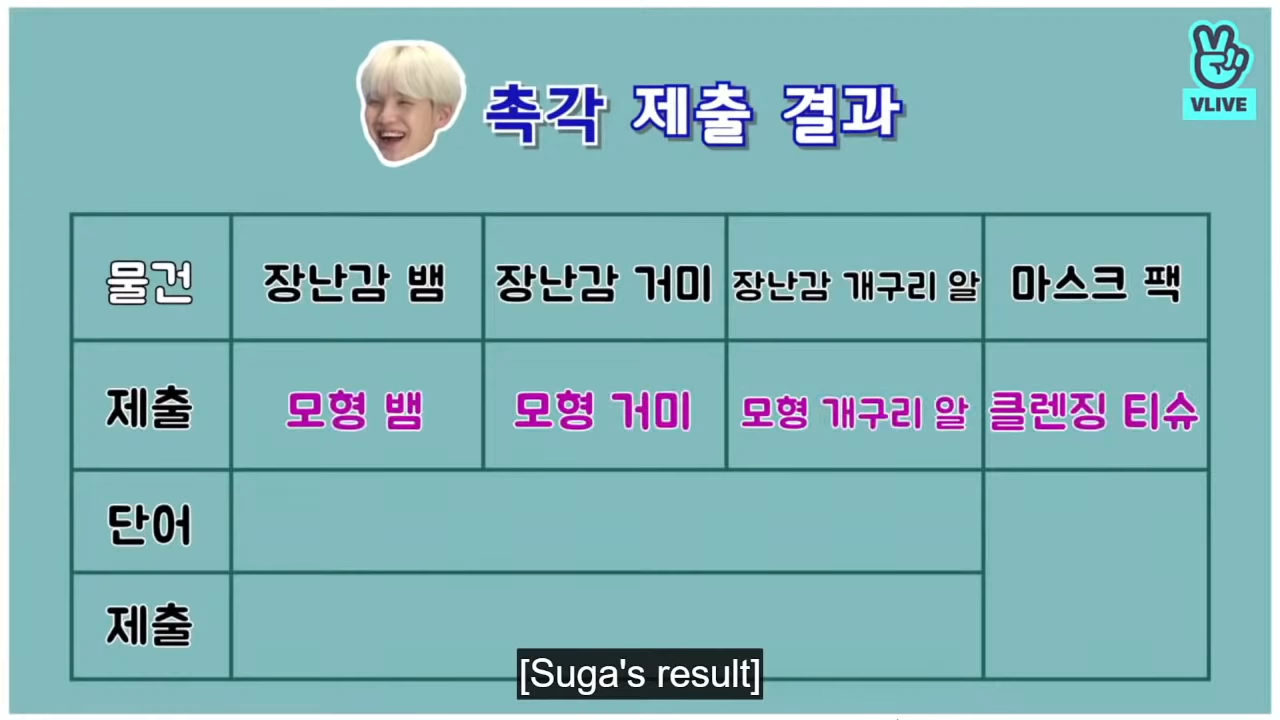 VLIVE
촉각 제출 결과
물건 장난감 뱀 장난감 거미 장난감 개구리 알 마스크 팩
제출 모형 뱀 모형 거미 모형 개구리 알 클렌징 티슈
단어
제출
[Suga's result]